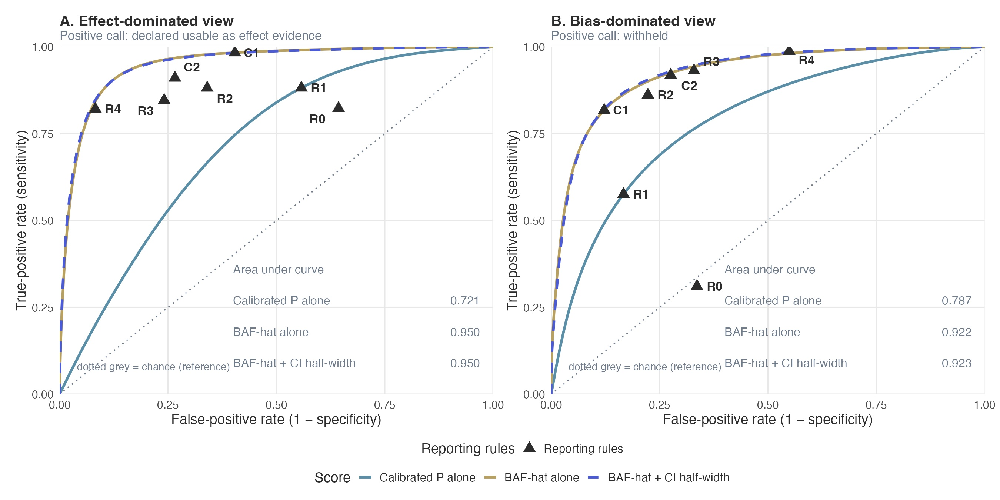 A. Effect-dominated view
Positive call: declared usable as effect evidence
True-positive rate (sensitivity)
1.00
0.75
0.50
0.25
0.00
C1
C2
R2
R3
R4
R1
R0
Area under curve
Calibrated P alone 0.721
BAF-hat alone 0.950
BAF-hat + CI half-width 0.950
dotted grey = chance (reference)
0.00 0.25 0.50 0.75 1.00
False-positive rate (1 – specificity)
B. Bias-dominated view
Positive call: withheld
True-positive rate (sensitivity)
1.00
0.75
0.50
0.25
0.00
R4
R3
C2
R2
C1
R1
R0
Area under curve
Calibrated P alone 0.787
BAF-hat alone 0.922
BAF-hat + CI half-width 0.923
dotted grey = chance (reference)
0.00 0.25 0.50 0.75 1.00
False-positive rate (1 – specificity)
Reporting rules Reporting rules
Score Calibrated P alone BAF-hat alone BAF-hat + CI half-width